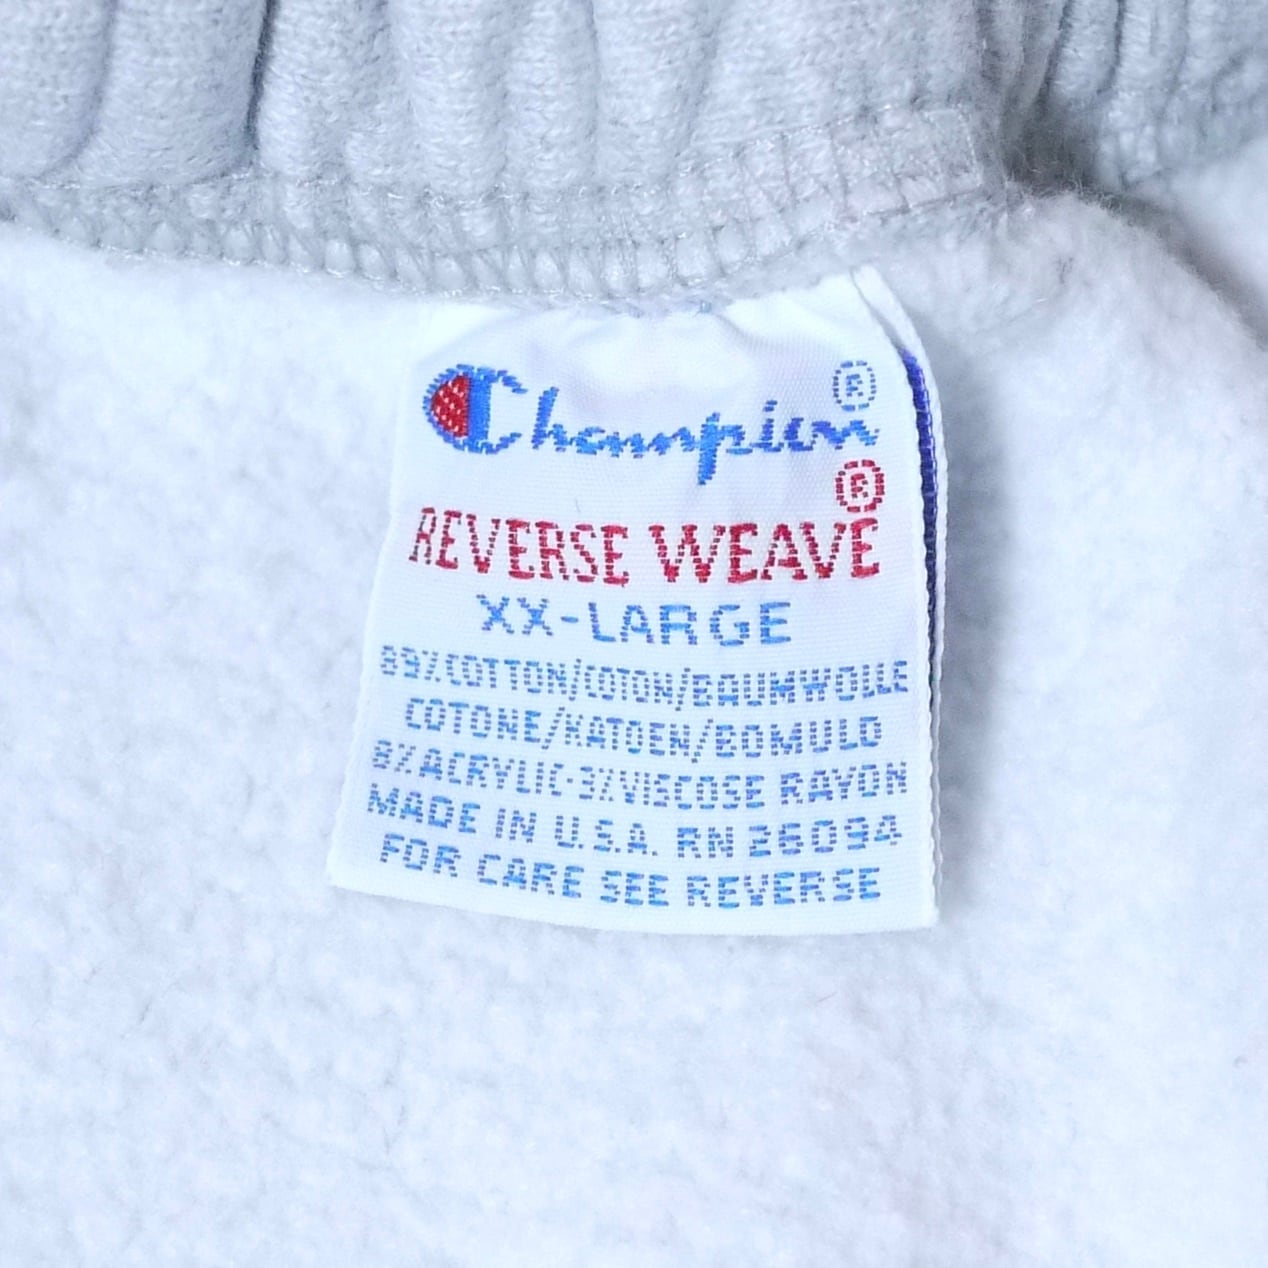 Champion®
REVERSE WEAVE®
XX-LARGE
89% COTTON/COTON/BAUMWOLLE
COTONE/KATOEN/BOMULD
8% ACRYLIC·3% VISCOSE RAYON
MADE IN U.S.A. RN 26094
FOR CARE SEE REVERSE